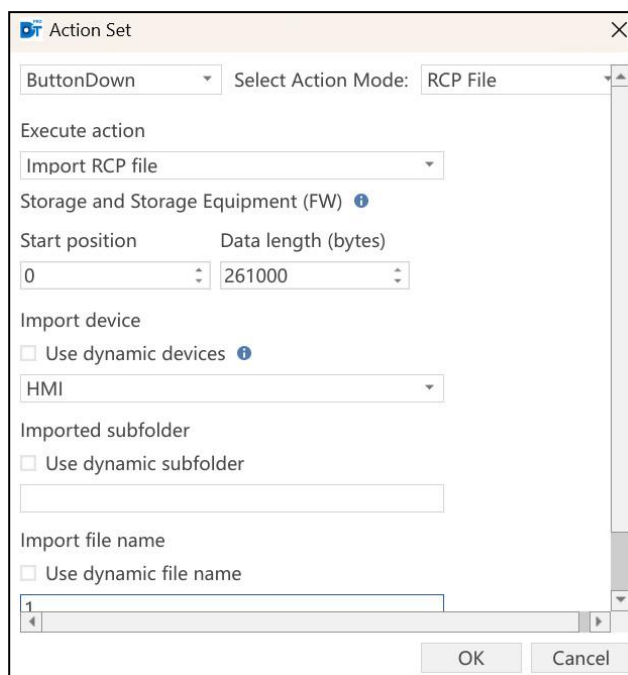 DT PRO Action Set
ButtonDown Select Action Mode: RCP File
Execute action
Import RCP file
Storage and Storage Equipment (FW)
Start position Data length (bytes)
0 261000
Import device
Use dynamic devices
HMI
Imported subfolder
Use dynamic subfolder
Import file name
Use dynamic file name
1
OK Cancel